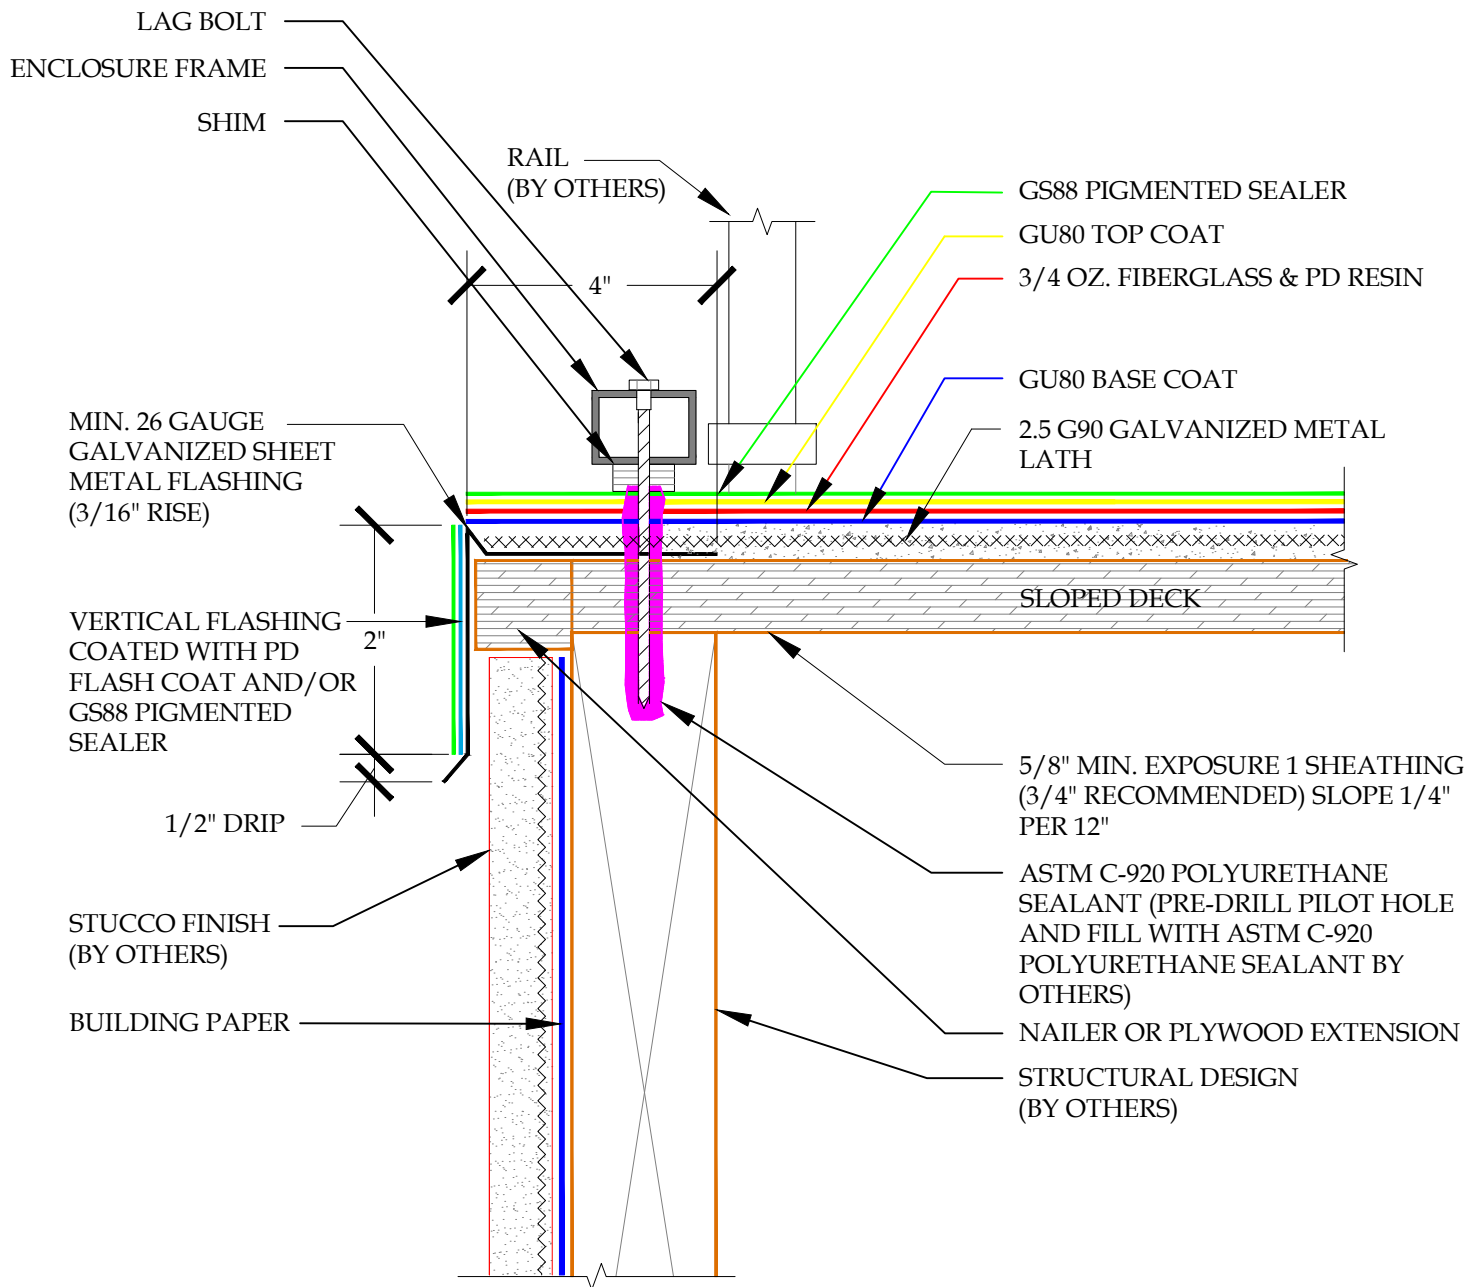 LAG BOLT
ENCLOSURE FRAME
SHIM
RAIL
(BY OTHERS)
4"
GS88 PIGMENTED SEALER
GU80 TOP COAT
3/4 OZ. FIBERGLASS & PD RESIN
GU80 BASE COAT
2.5 G90 GALVANIZED METAL
LATH
MIN. 26 GAUGE
GALVANIZED SHEET
METAL FLASHING
(3/16" RISE)
SLOPED DECK
VERTICAL FLASHING
COATED WITH PD
FLASH COAT AND/OR
GS88 PIGMENTED
SEALER
2"
1/2" DRIP
5/8" MIN. EXPOSURE 1 SHEATHING
(3/4" RECOMMENDED) SLOPE 1/4"
PER 12"
ASTM C-920 POLYURETHANE
SEALANT (PRE-DRILL PILOT HOLE
AND FILL WITH ASTM C-920
POLYURETHANE SEALANT BY
OTHERS)
STUCCO FINISH
(BY OTHERS)
BUILDING PAPER
NAILER OR PLYWOOD EXTENSION
STRUCTURAL DESIGN
(BY OTHERS)